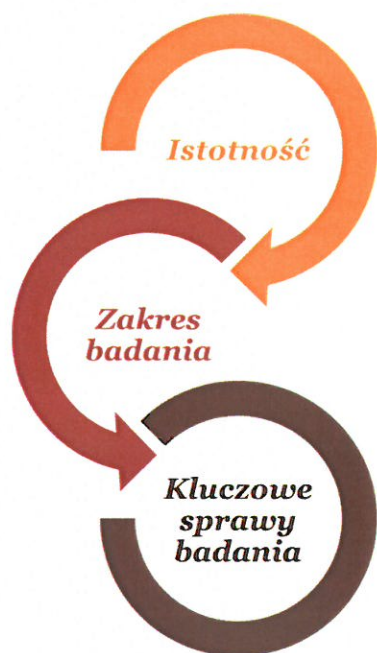 Istotność
Zakres
badania
Kluczowe
sprawy
badania